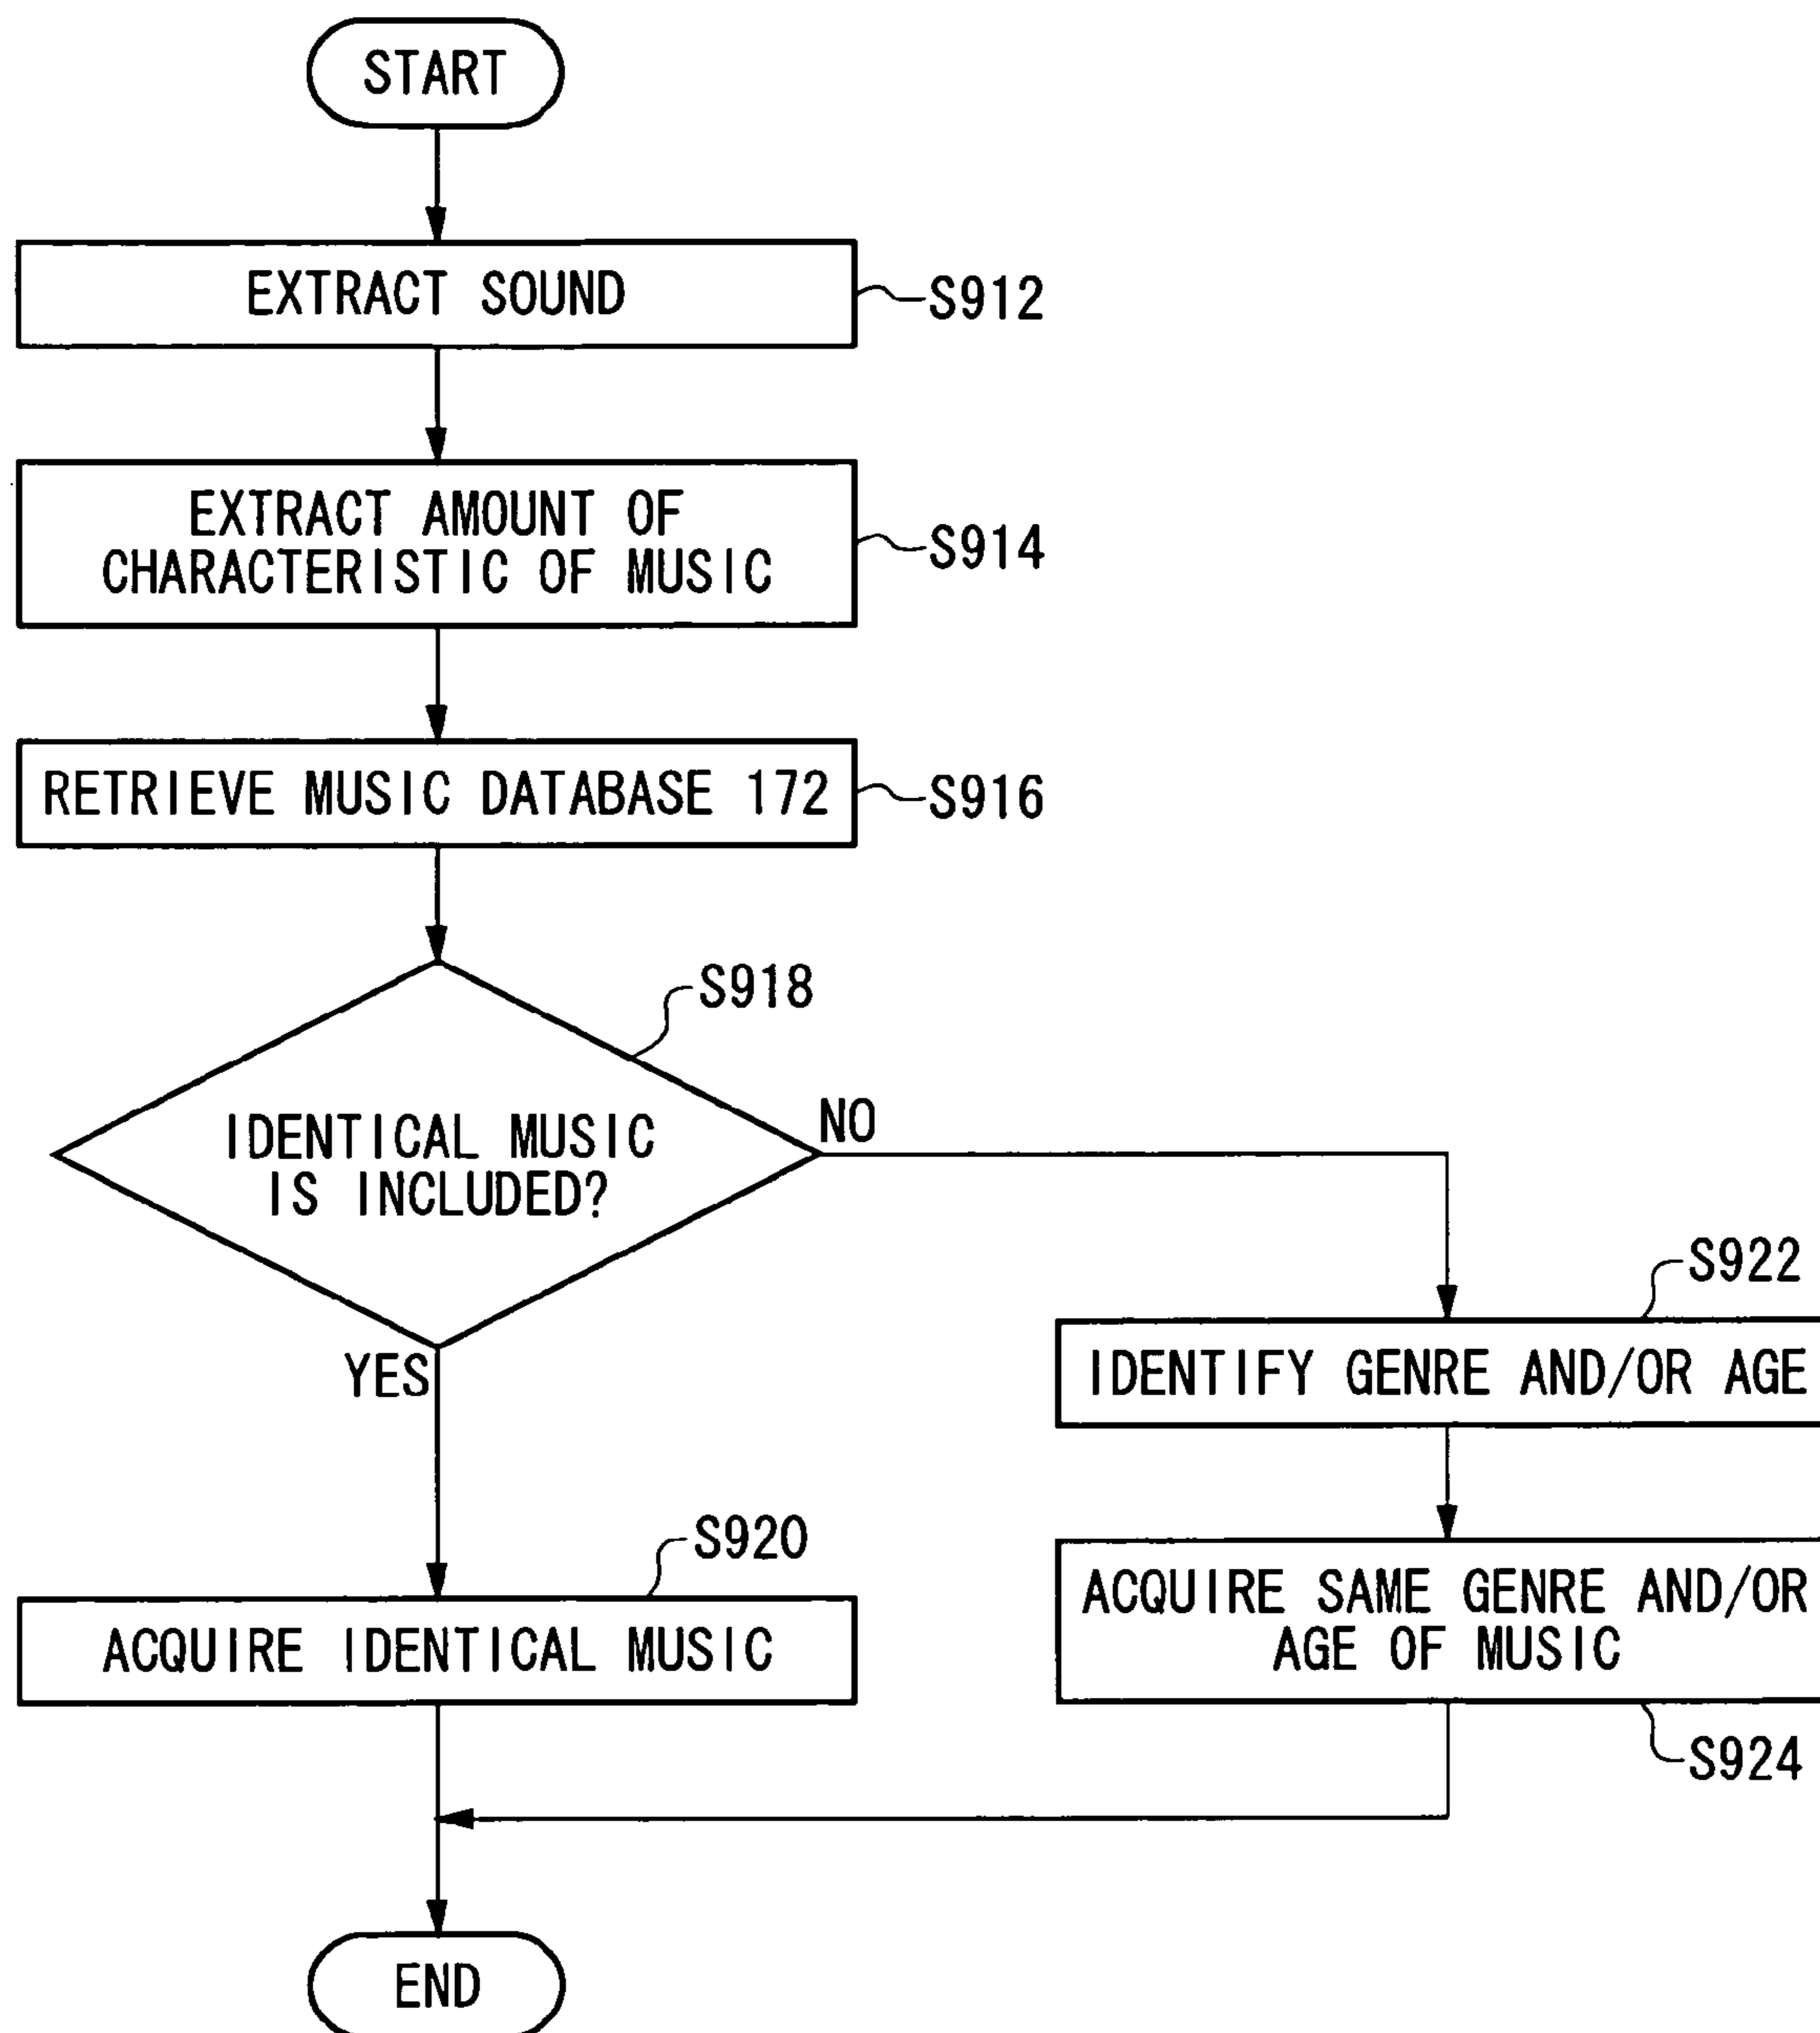 START
EXTRACT SOUND
S912
EXTRACT AMOUNT OF
CHARACTERISTIC OF MUSIC
S914
RETRIEVE MUSIC DATABASE 172
S916
S918
IDENTICAL MUSIC
IS INCLUDED?
NO
YES
S922
IDENTIFY GENRE AND/OR AGE
S920
ACQUIRE IDENTICAL MUSIC
ACQUIRE SAME GENRE AND/OR
AGE OF MUSIC
S924
END